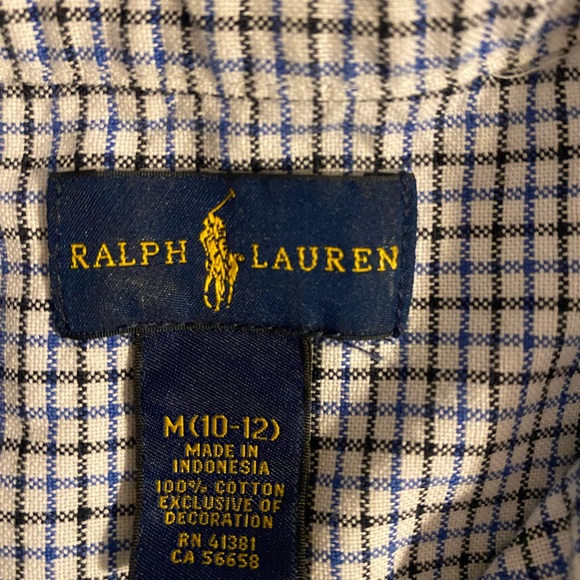 RALPH LAUREN
M(10-12)
MADE IN
INDONESIA
100% COTTON
EXCLUSIVE OF
DECORATION
RN 41381
CA 56658